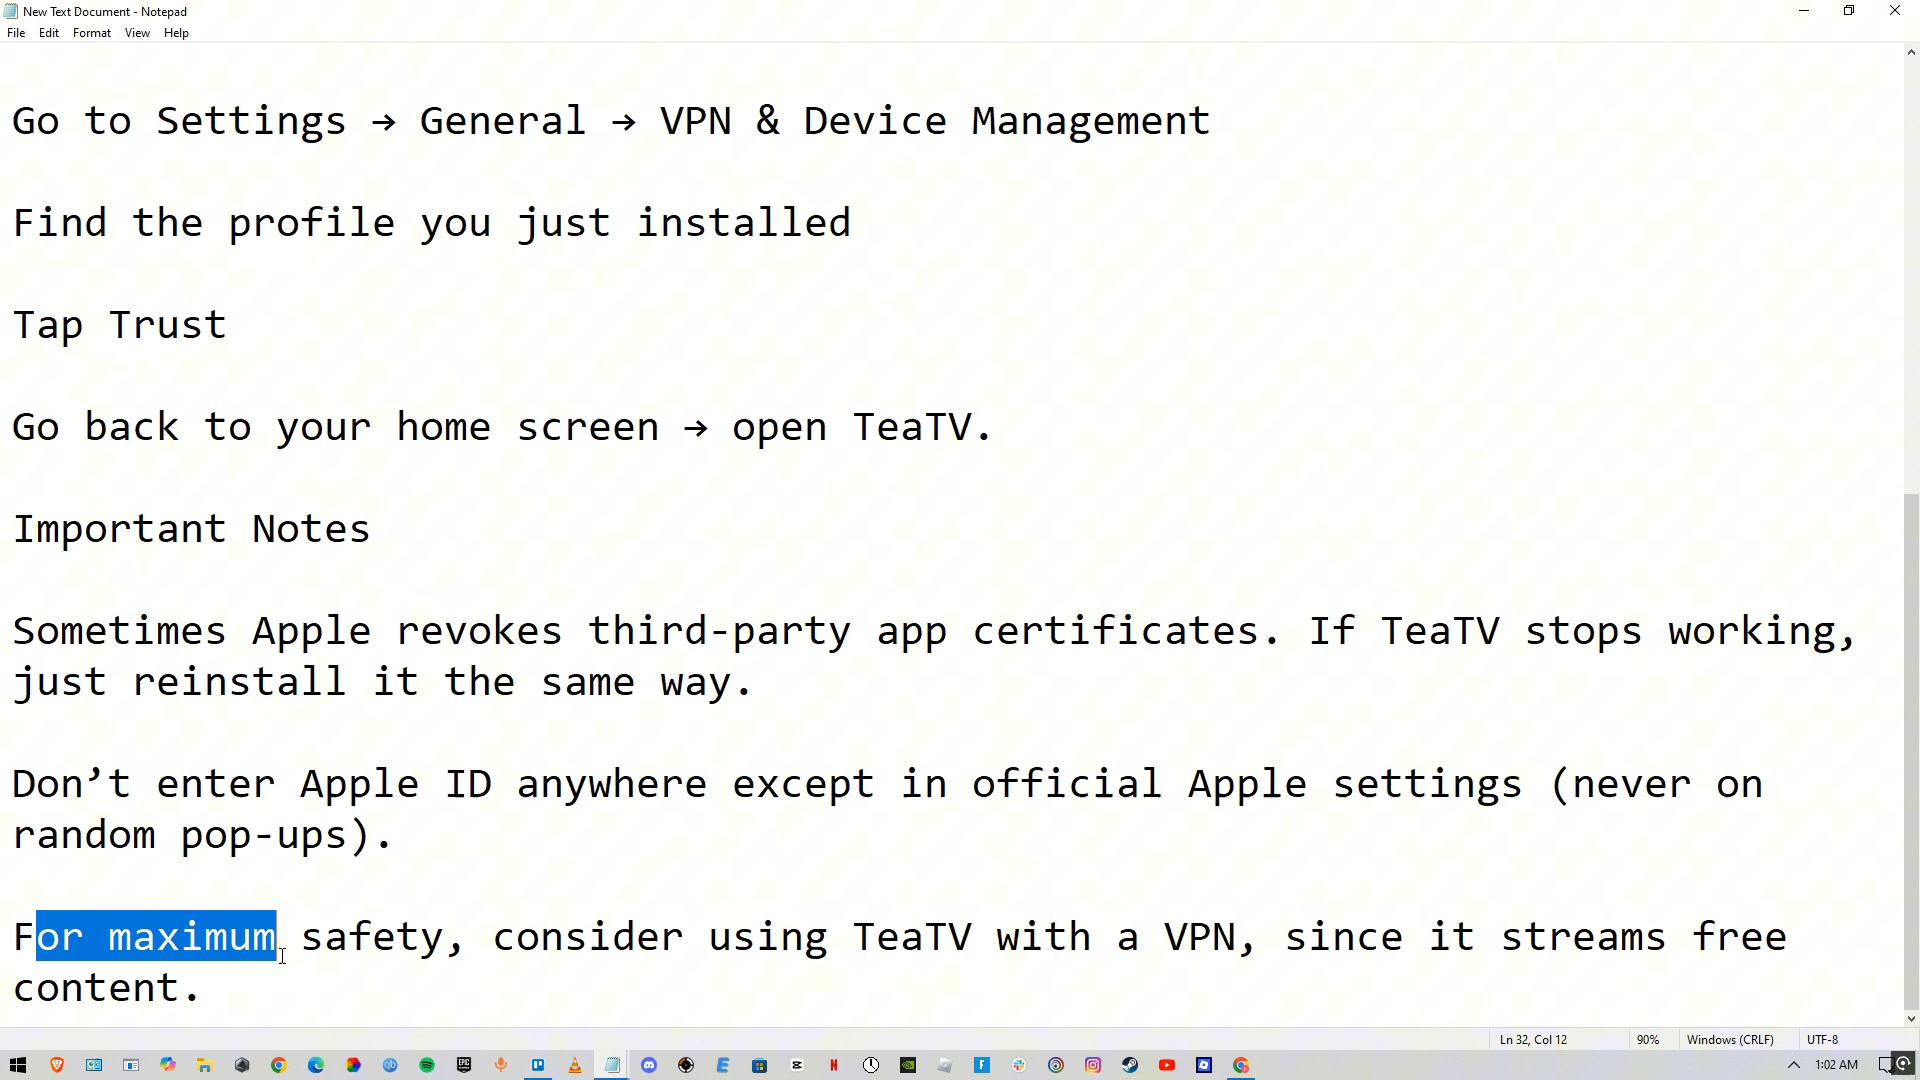 New Text Document - Notepad
File Edit Format View Help
Go to Settings → General → VPN & Device Management
Find the profile you just installed
Tap Trust
Go back to your home screen → open TeaTV.
Important Notes
Sometimes Apple revokes third-party app certificates. If TeaTV stops working,
just reinstall it the same way.
Don’t enter Apple ID anywhere except in official Apple settings (never on
random pop-ups).
For maximum safety, consider using TeaTV with a VPN, since it streams free
content.
Ln 32, Col 12 90% Windows (CRLF) UTF-8
1:02 AM